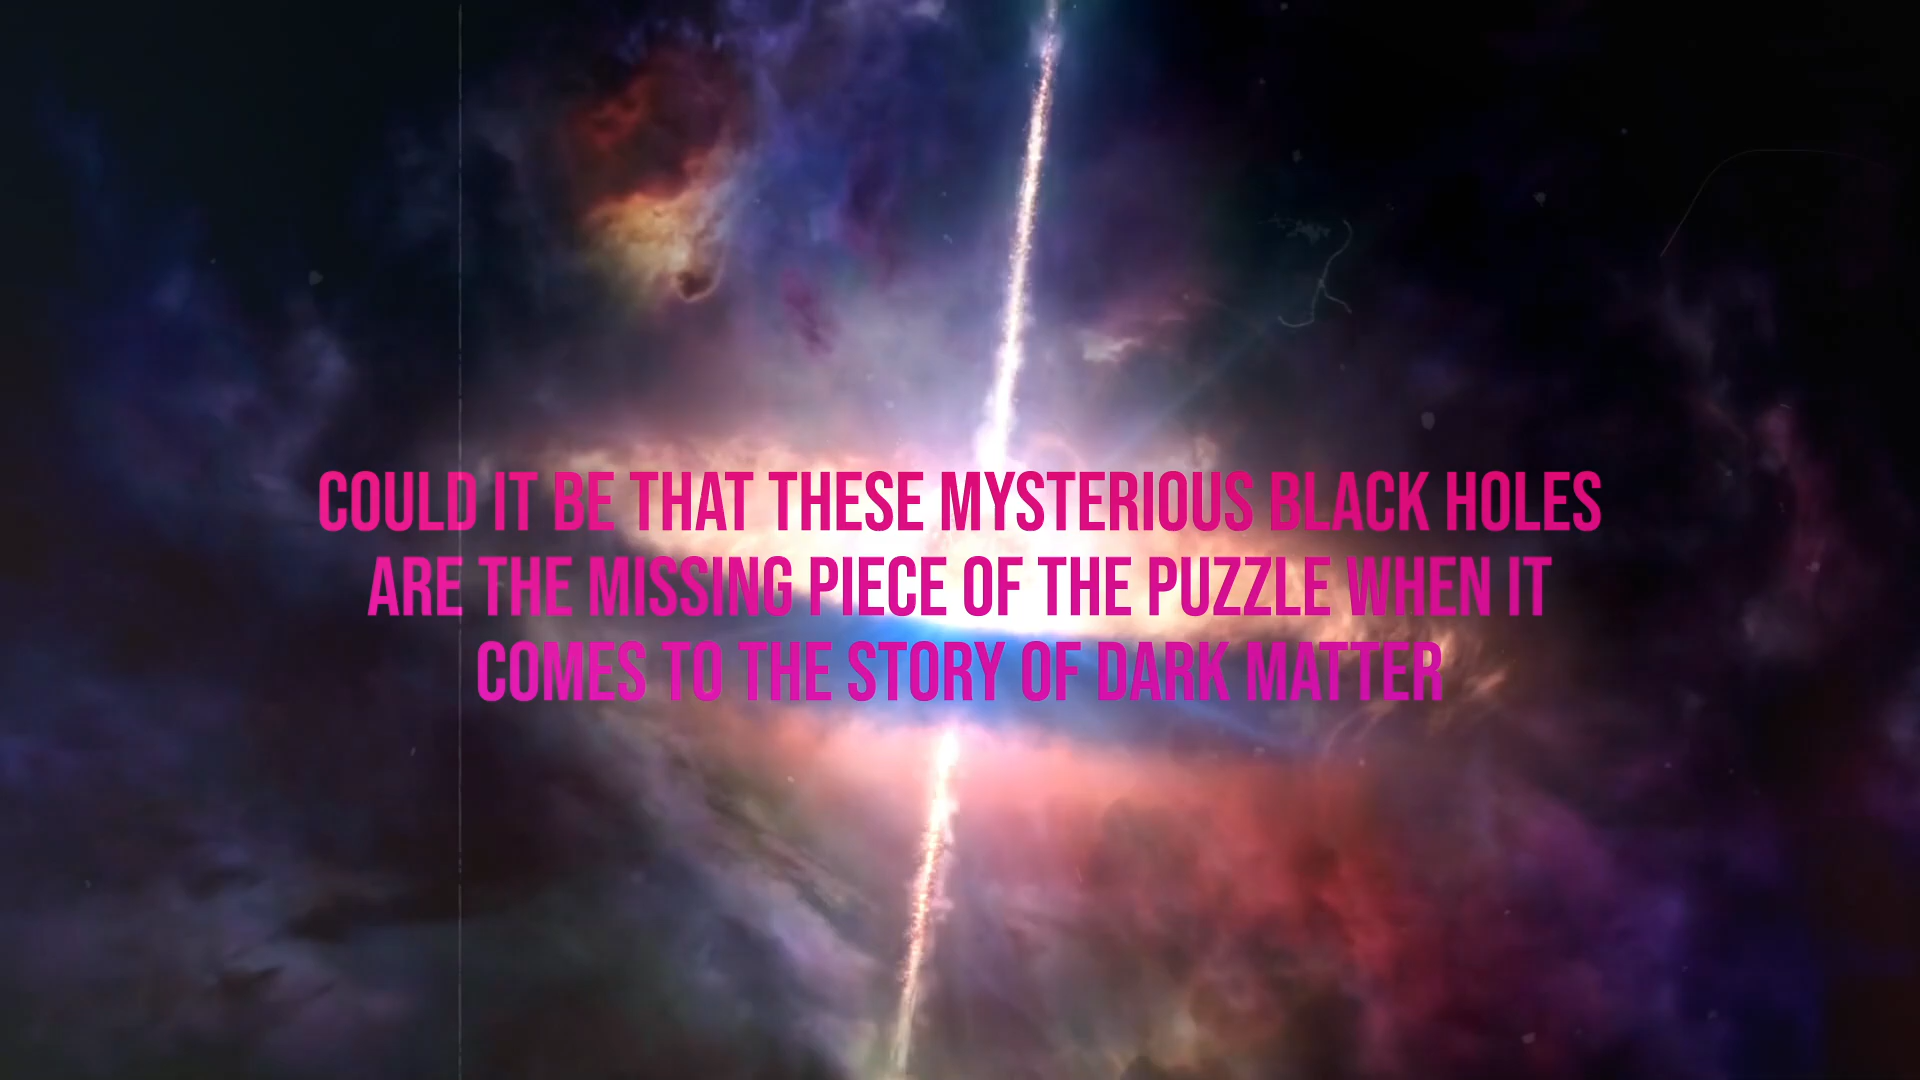 COULD IT BE THAT THESE MYSTERIOUS BLACK HOLES
ARE THE MISSING PIECE OF THE PUZZLE WHEN IT
COMES TO THE STORY OF DARK MATTER